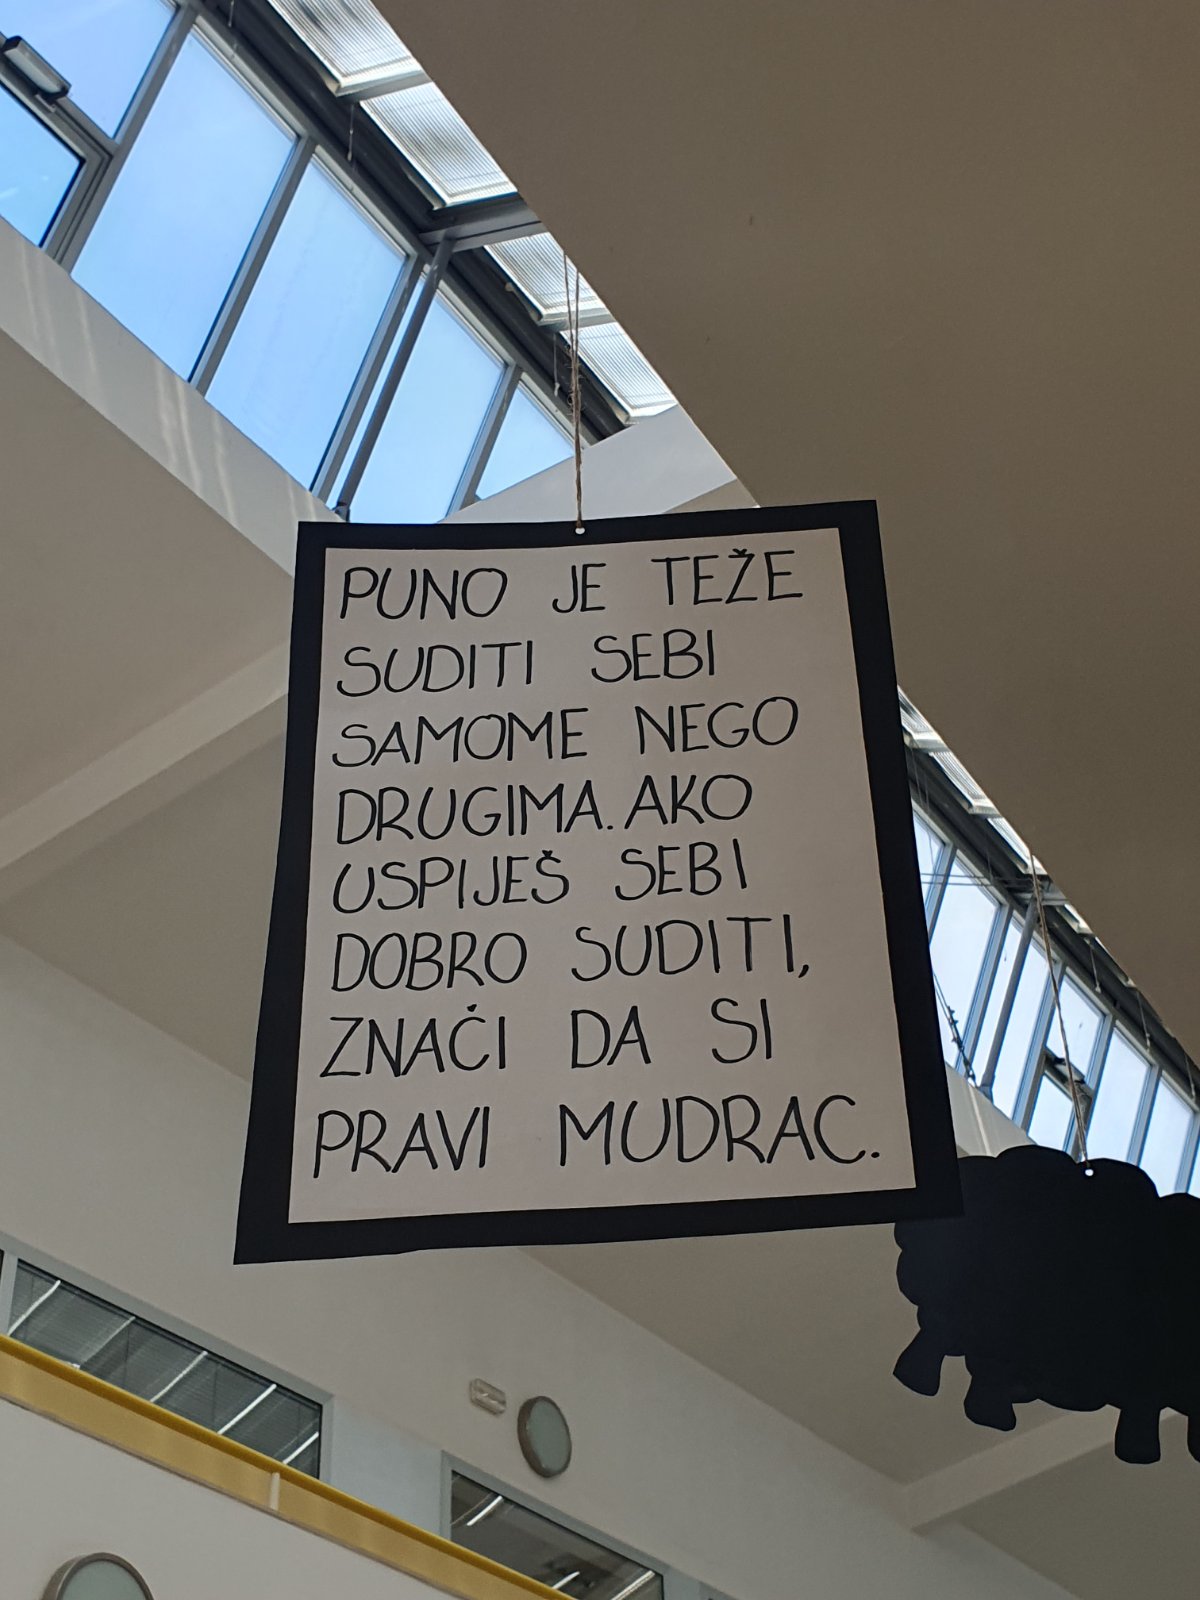 PUNO JE TEŽE
SUDITI SEBI
SAMOME NEGO
DRUGIMA. AKO
USPIJEŠ SEBI
DOBRO SUDITI,
ZNAČI DA SI
PRAVI MUDRAC.